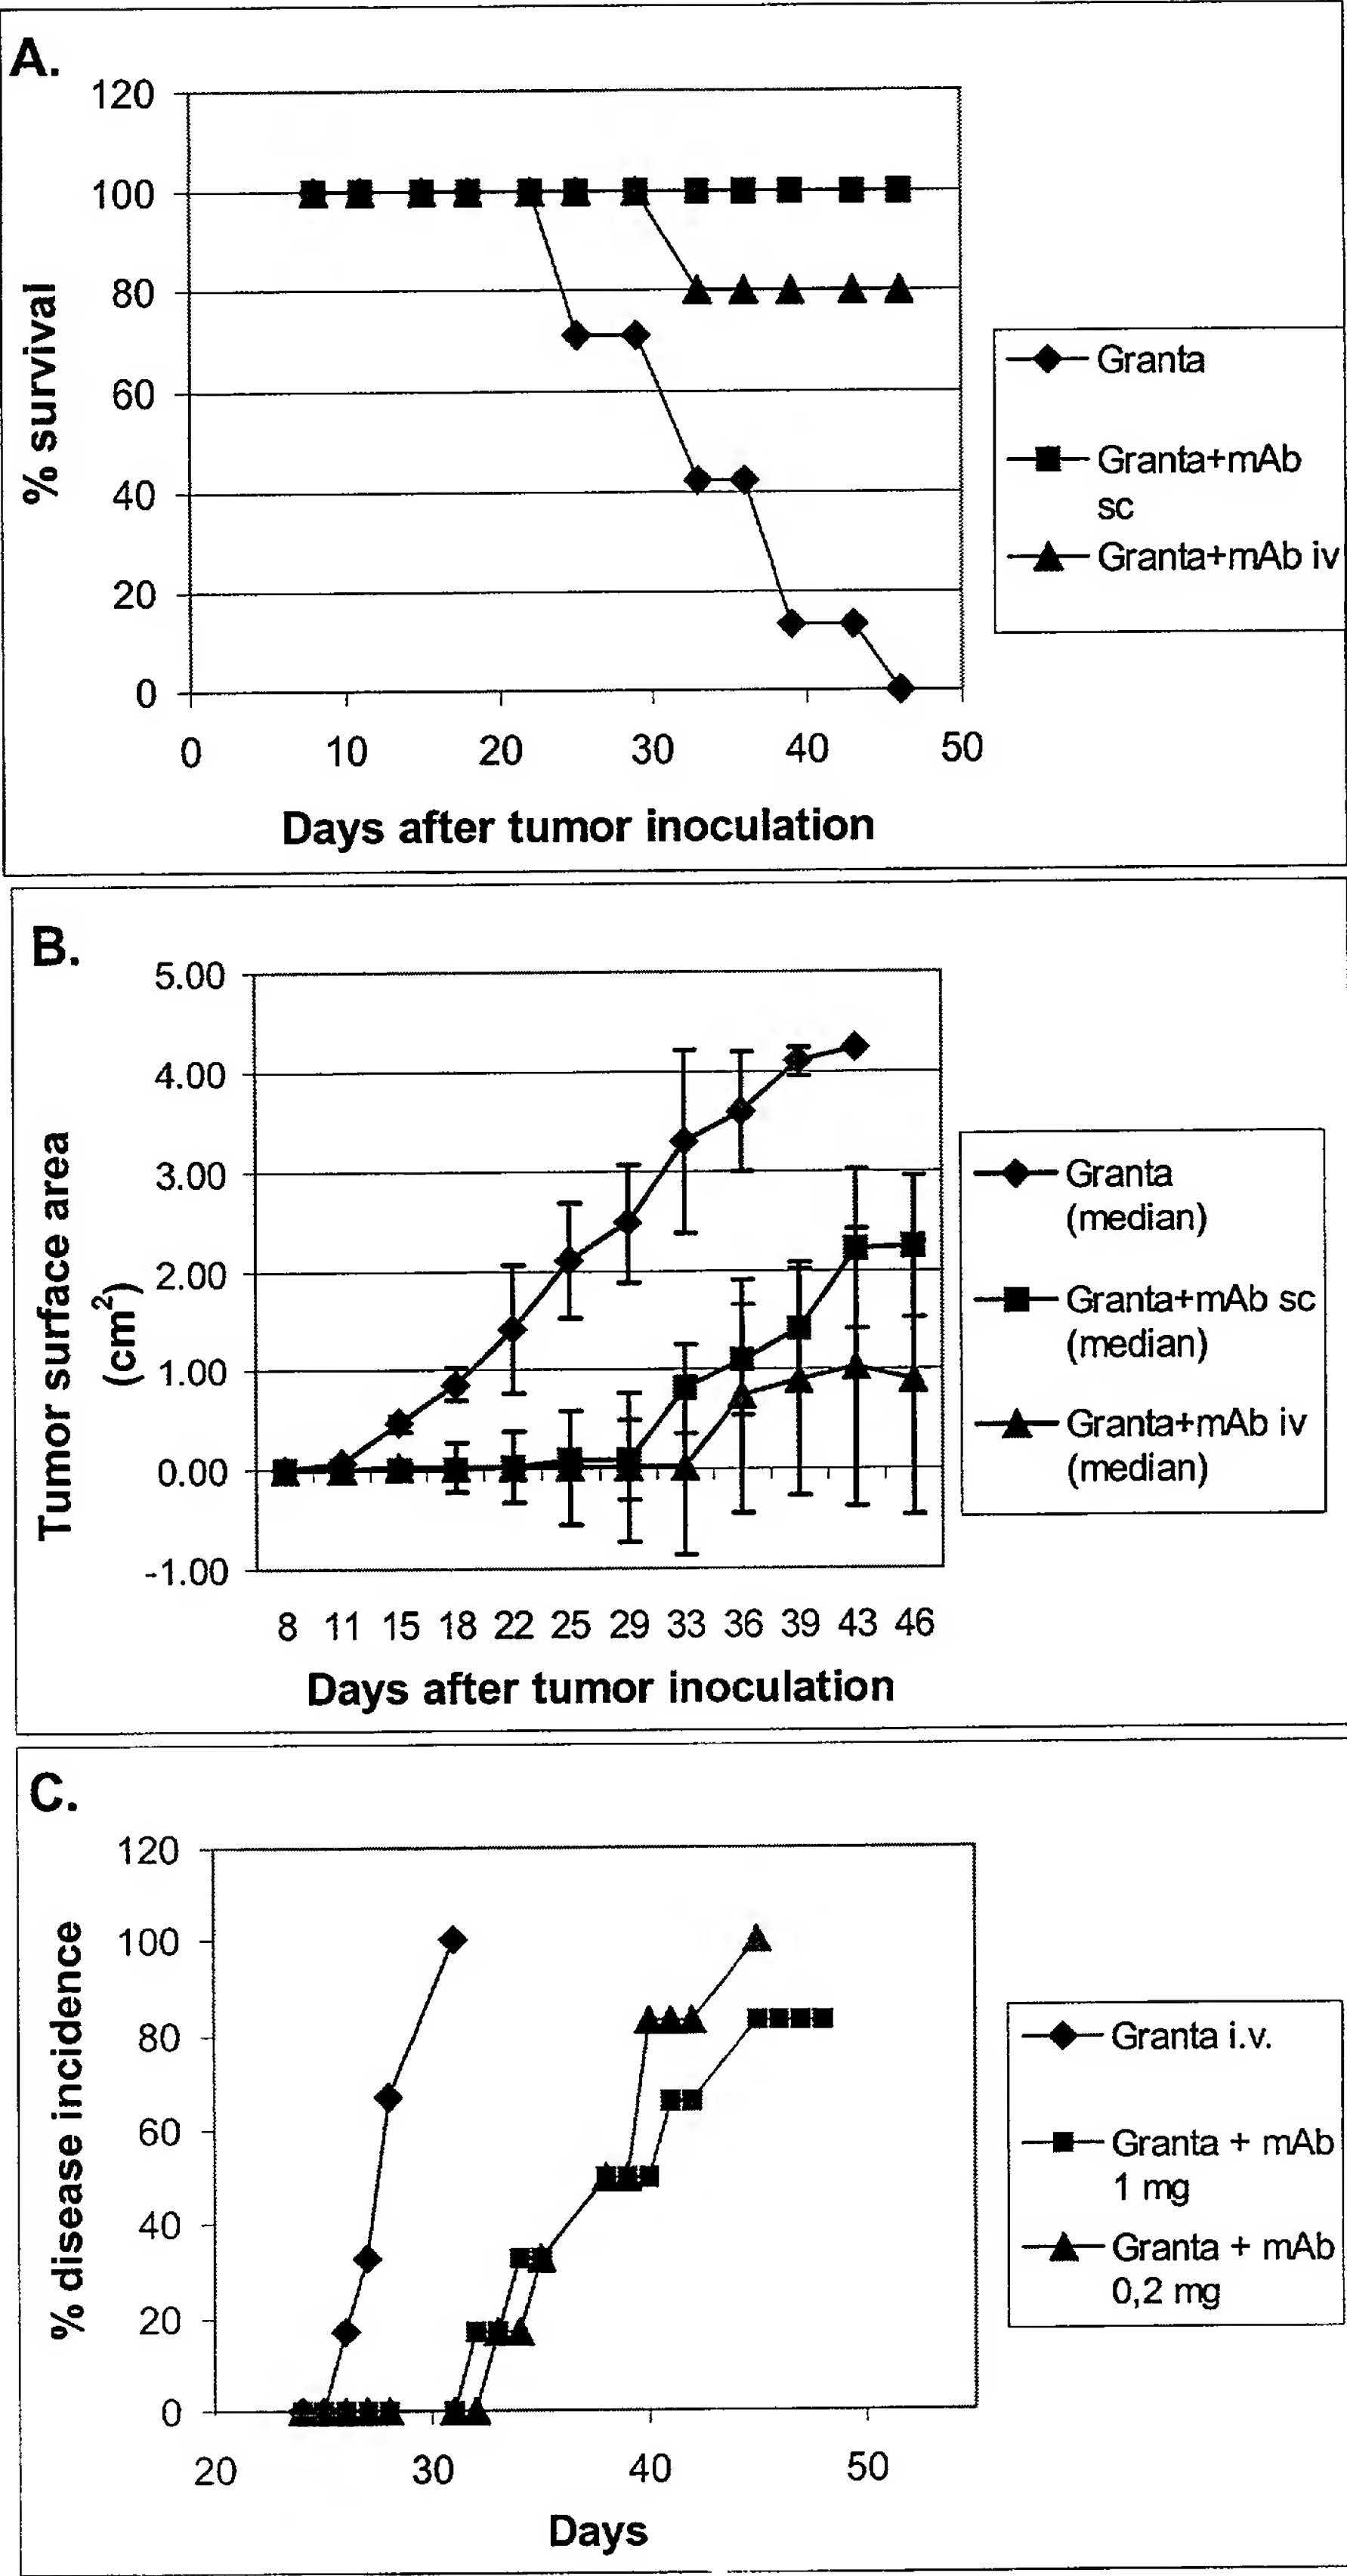 A.
120
100
80
60
40
20
0
% survival
0 10 20 30 40 50
Days after tumor inoculation
Granta
Granta+mAb
sc
Granta+mAb iv
B.
5.00
4.00
3.00
2.00
1.00
0.00
-1.00
Tumor surface area
(cm²)
8 11 15 18 22 25 29 33 36 39 43 46
Days after tumor inoculation
Granta
(median)
Granta+mAb sc
(median)
Granta+mAb iv
(median)
C.
120
100
80
60
40
20
0
% disease incidence
20 30 40 50
Days
Granta i.v.
Granta + mAb
1 mg
Granta + mAb
0,2 mg